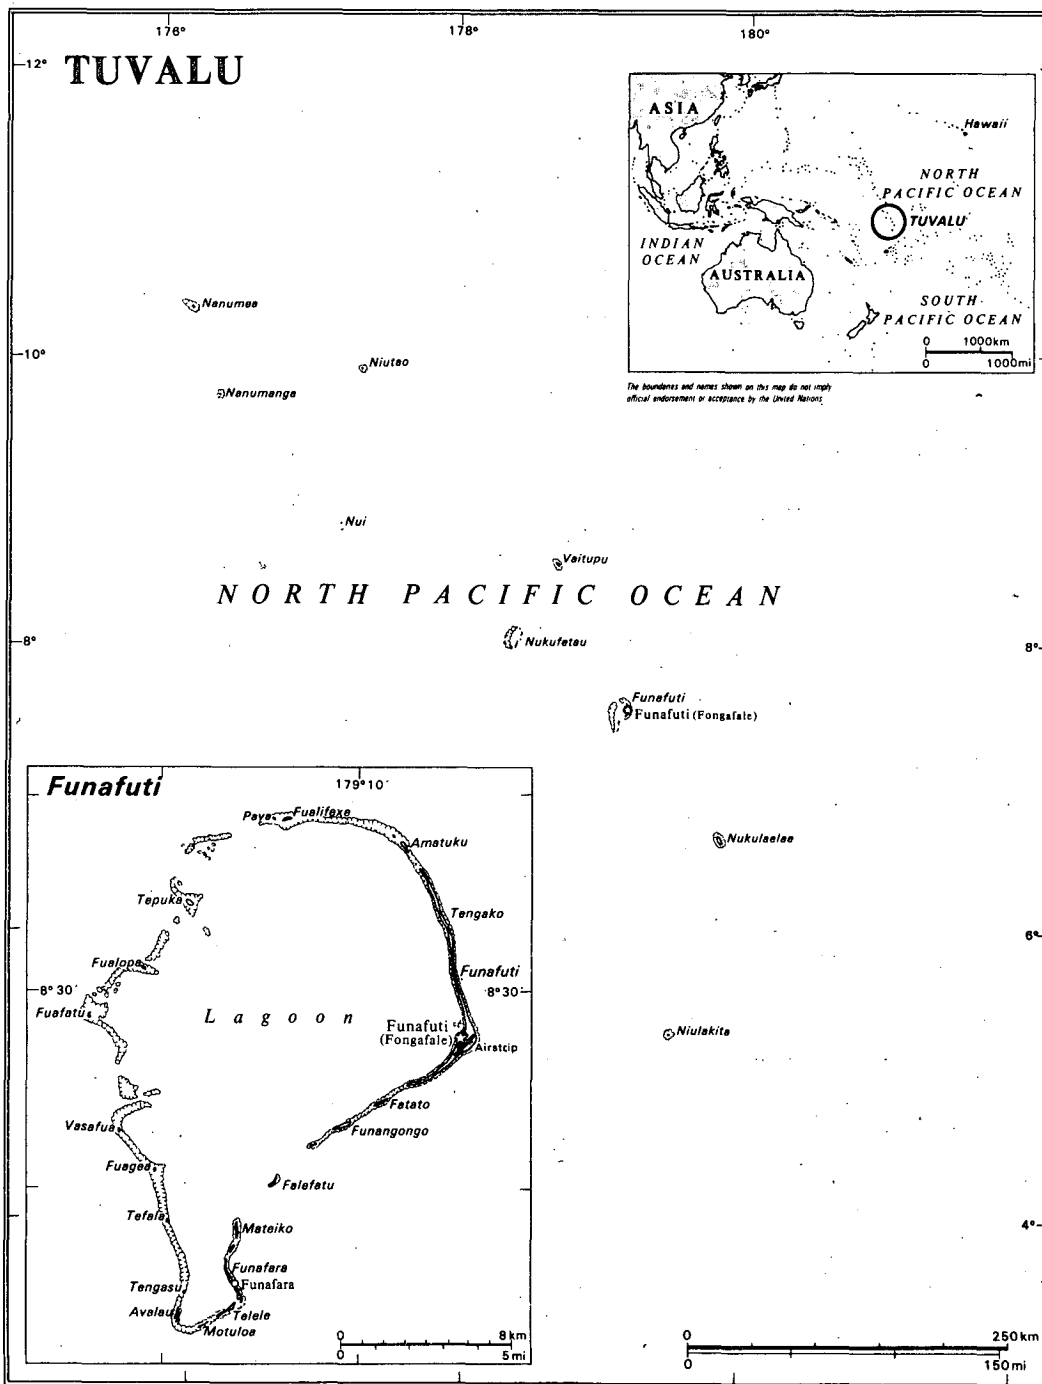 176°
178°
180°
12°
TUVALU
ASIA
Hawaii
NORTH
PACIFIC OCEAN
TUVALU
INDIAN
OCEAN
AUSTRALIA
SOUTH
PACIFIC OCEAN
0 1000km
0 1000mi
The boundaries and names shown on this map do not imply
official endorsement or acceptance by the United Nations
Nanumea
10°
Niutao
Nanumanga
Nui
Vaitupu
NORTH PACIFIC OCEAN
8°
8°
Nukufetau
Funafuti
Funafuti (Fongafale)
Funafuti
179°10'
Pava
Fualifexe
Amatuku
Nukulaelae
Tepuka
Tengako
6°
Fualopa
Funafuti
8°30'
8°30'
Fuafatu
Lagoon
Funafuti
(Fongafale)
Airstrip
Niulakita
Fatato
Vasafua
Funangongo
Fuagea
Falefatu
Tefala
Mateiko
4°
Funafara
Funafara
Tengasu
Avalau
Telele
Motuloa
0 8km
0 5mi
0 250km
0 150 mi